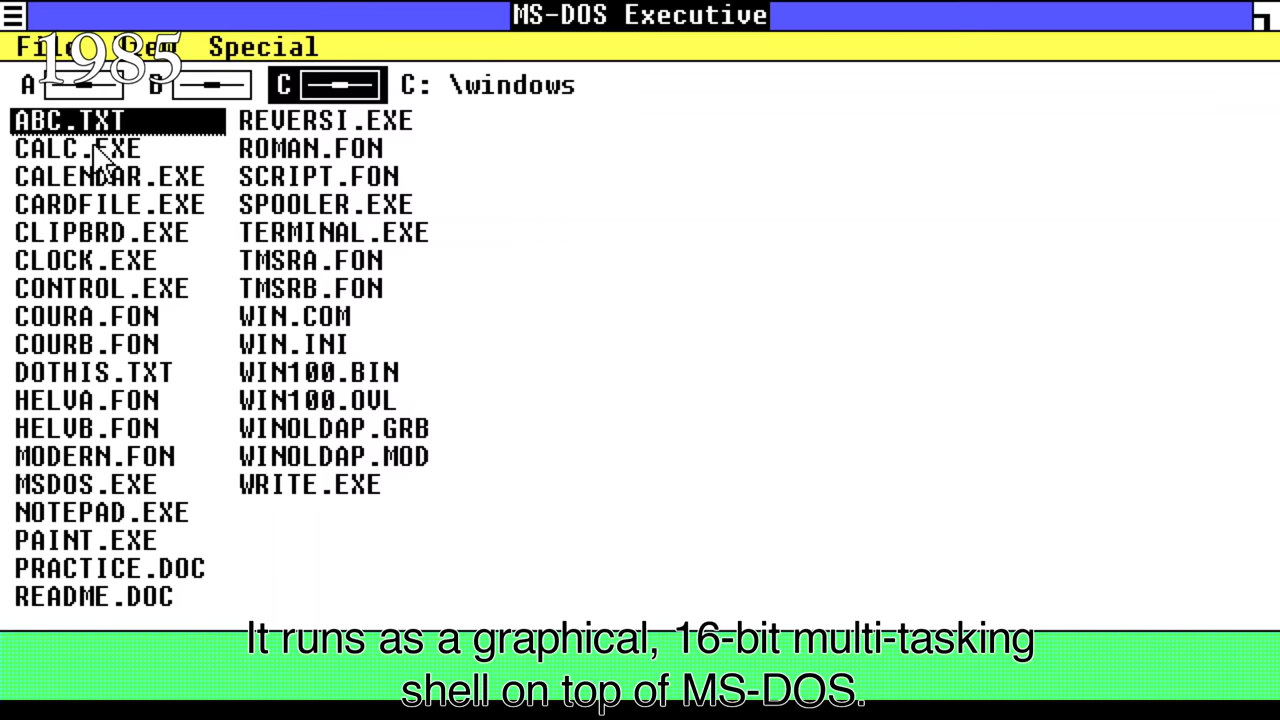 MS-DOS Executive
File View Special
1985
A B C C: \windows
ABC.TXT REVERSI.EXE
CALC.EXE ROMAN.FON
CALENDAR.EXE SCRIPT.FON
CARDFILE.EXE SPOOLER.EXE
CLIPBRD.EXE TERMINAL.EXE
CLOCK.EXE TMSRA.FON
CONTROL.EXE TMSRB.FON
COURA.FON WIN.COM
COURB.FON WIN.INI
DOTHIS.TXT WIN100.BIN
HELVA.FON WIN100.OVL
HELVB.FON WINOLDAP.GRB
MODERN.FON WINOLDAP.MOD
MSDOS.EXE WRITE.EXE
NOTEPAD.EXE
PAINT.EXE
PRACTICE.DOC
README.DOC
It runs as a graphical, 16-bit multi-tasking
shell on top of MS-DOS.